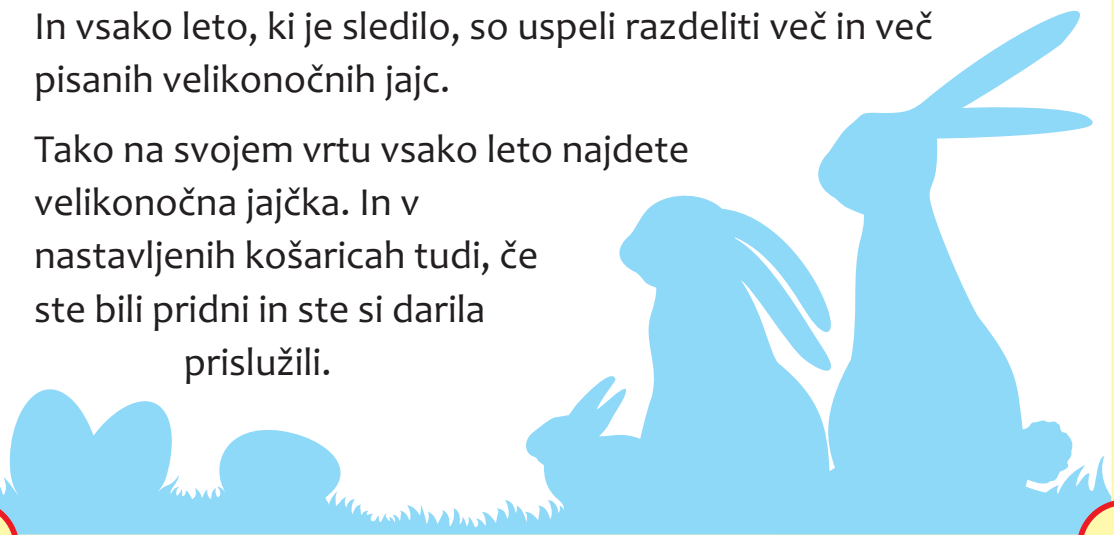 In vsako leto, ki je sledilo, so uspeli razdeliti več in več
pisanih velikonočnih jajc.
Tako na svojem vrtu vsako leto najdete
velikonočna jajčka. In v
nastavljenih košaricah tudi, če
ste bili pridni in ste si darila
prislužili.